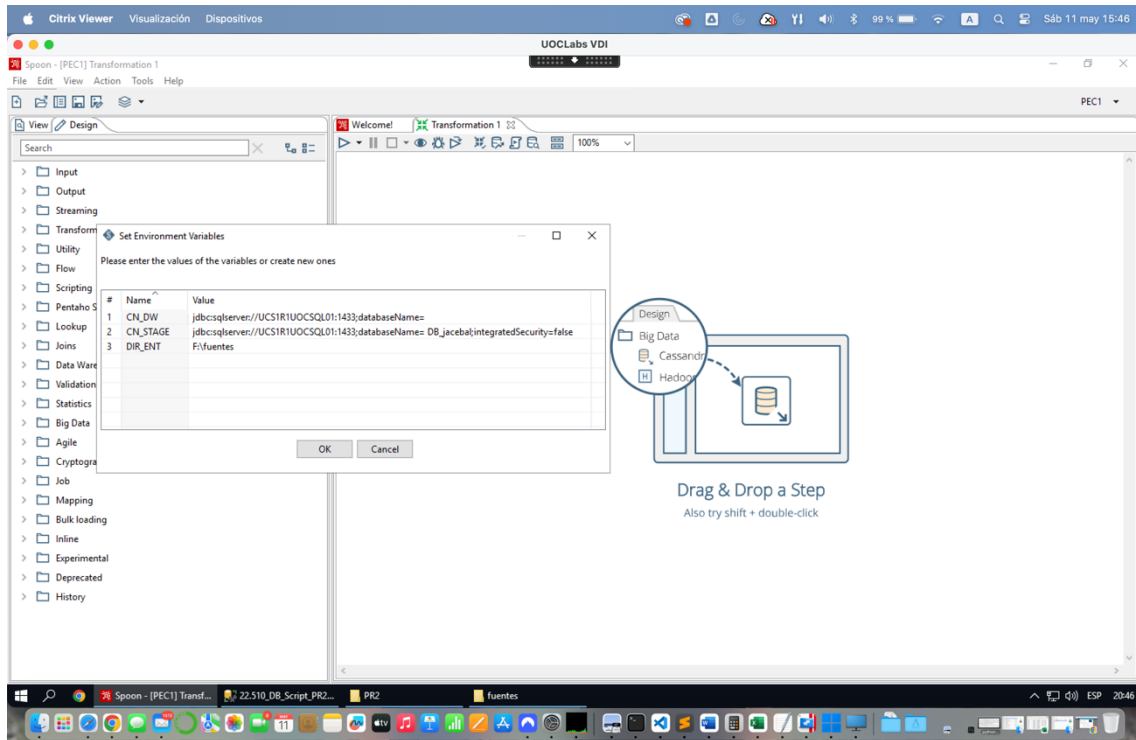 Citrix Viewer Visualización Dispositivos 99 % A Sáb 11 may 15:46
UOCLabs VDI
Spoon - [PEC1] Transformation 1
File Edit View Action Tools Help
PEC1
View Design Welcome! Transformation 1
Search 100%
Input
Output
Streaming
Transform
Utility
Flow
Scripting
Pentaho S
Lookup
Joins
Data Ware
Validation
Statistics
Big Data
Agile
Cryptogra
Job
Mapping
Bulk loading
Inline
Experimental
Deprecated
History
Set Environment Variables
Please enter the values of the variables or create new ones
# Name Value
1 CN_DW jdbc:sqlserver://UCS1R1UOCSQL01:1433;databaseName=
2 CN_STAGE jdbc:sqlserver://UCS1R1UOCSQL01:1433;databaseName= DB_jacebal;integratedSecurity=false
3 DIR_ENT F:\fuentes
OK Cancel
Design
Big Data
Cassandr
H Hadoop
Drag & Drop a Step
Also try shift + double-click
Spoon - [PEC1] Transf... 22.510_DB_Script_PR2... PR2 fuentes ESP 20:46